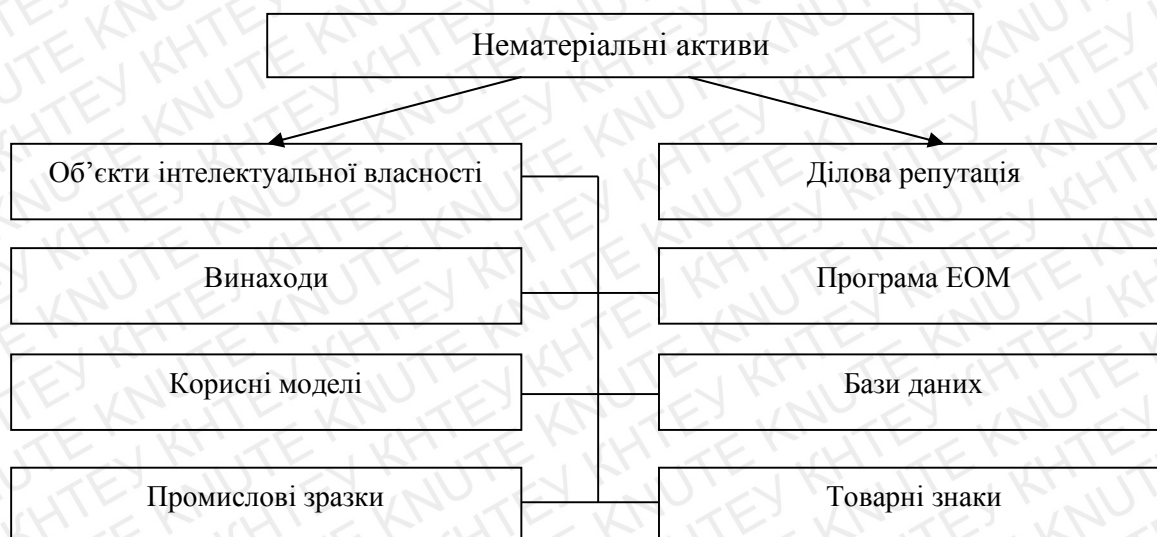 Нематеріальні активи
Об’єкти інтелектуальної власності
Ділова репутація
Винаходи
Програма ЕОМ
Корисні моделі
Бази даних
Промислові зразки
Товарні знаки